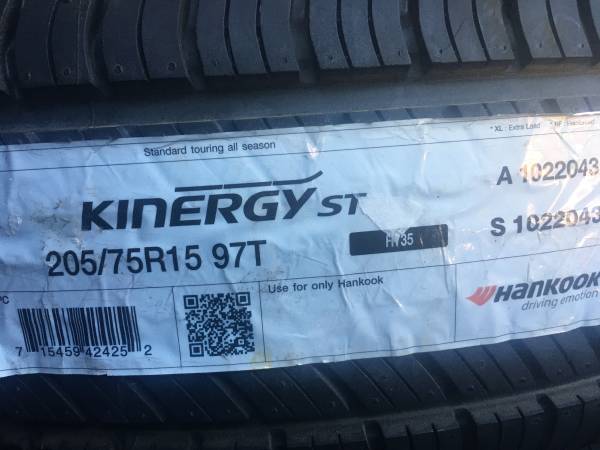 * XL : Extra Load
Standard touring all season
KINERGY ST
A 1022043
S 1022043
205/75R15 97T
H735
Use for only Hankook
HANKOOK
driving emotion
PC
7 15459 42425 2